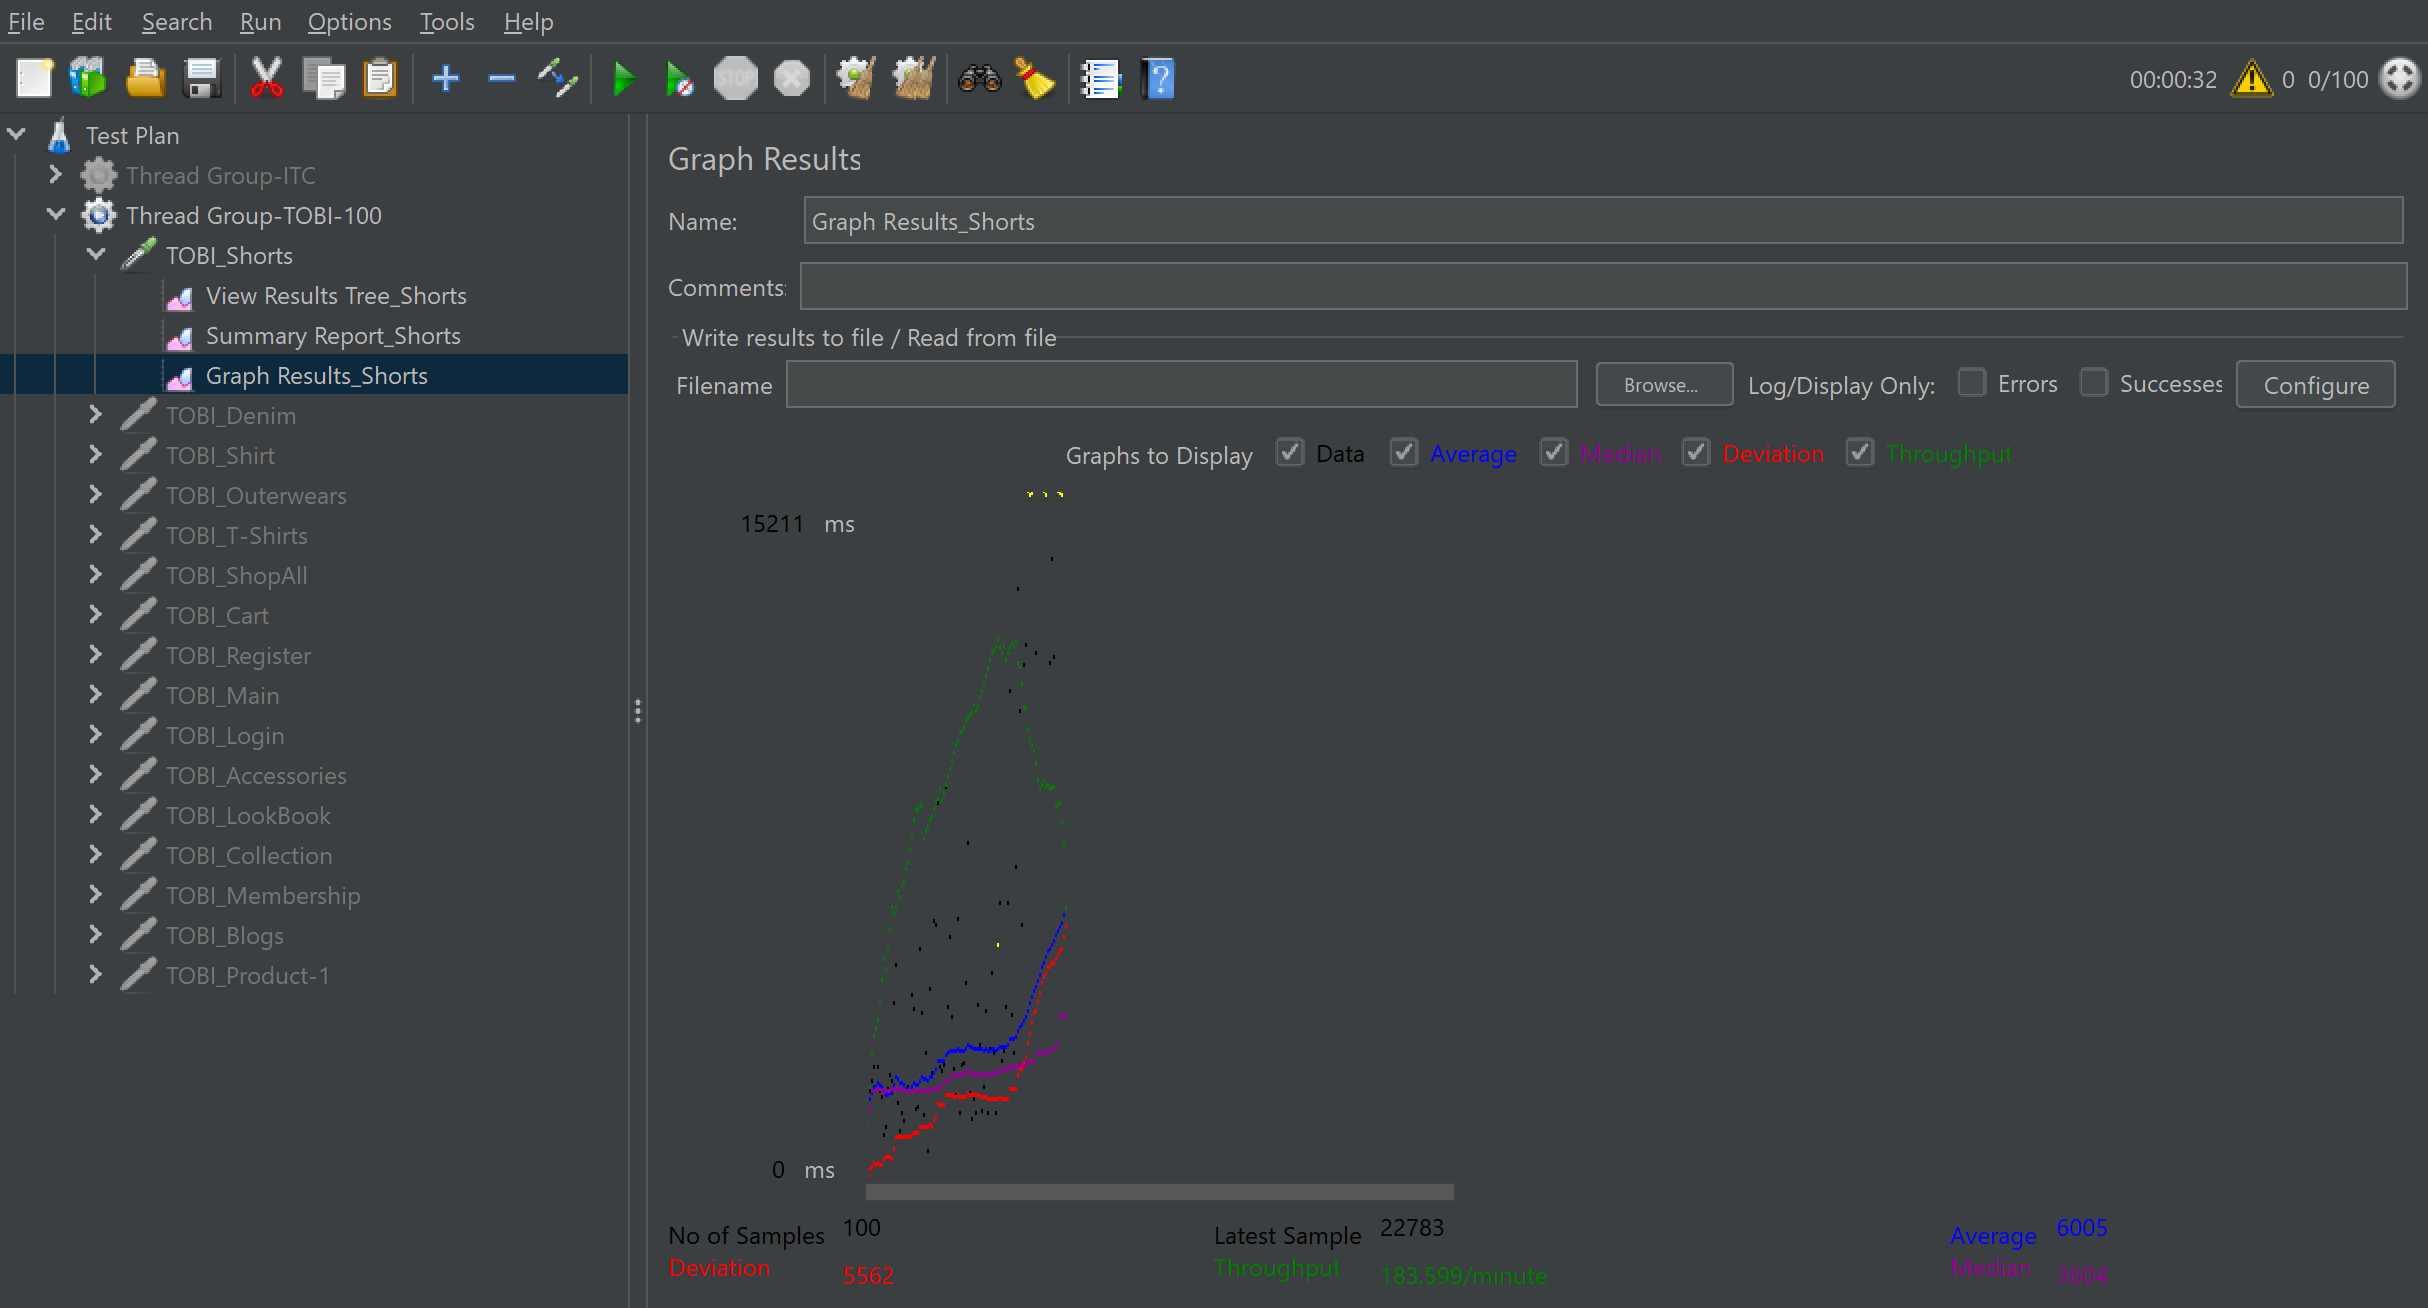 File Edit Search Run Options Tools Help
STOP
00:00:32 0 0/100
Test Plan
Thread Group-ITC
Thread Group-TOBI-100
TOBI_Shorts
View Results Tree_Shorts
Summary Report_Shorts
Graph Results_Shorts
TOBI_Denim
TOBI_Shirt
TOBI_Outerwears
TOBI_T-Shirts
TOBI_ShopAll
TOBI_Cart
TOBI_Register
TOBI_Main
TOBI_Login
TOBI_Accessories
TOBI_LookBook
TOBI_Collection
TOBI_Membership
TOBI_Blogs
TOBI_Product-1
Graph Results
Name: Graph Results_Shorts
Comments:
Write results to file / Read from file
Filename Browse... Log/Display Only: Errors Successes Configure
Graphs to Display Data Average Median Deviation Throughput
15211 ms
0 ms
No of Samples 100 Latest Sample 22783 Average 6005
Deviation 5562 Throughput 183.599/minute Median 3604